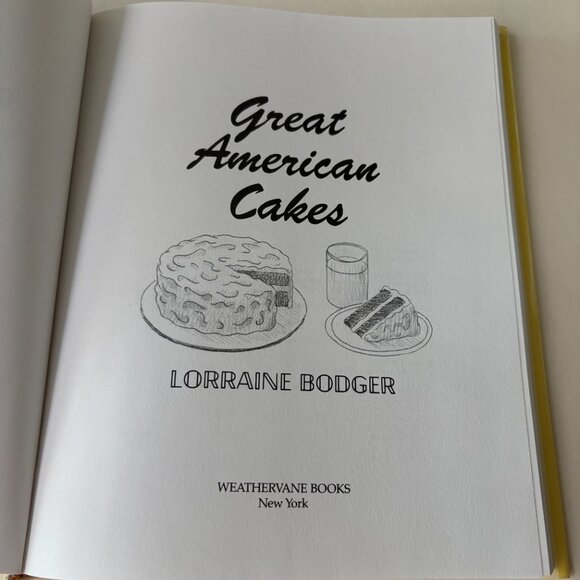 Great
American
Cakes
LORRAINE BODGER
WEATHERVANE BOOKS
New York